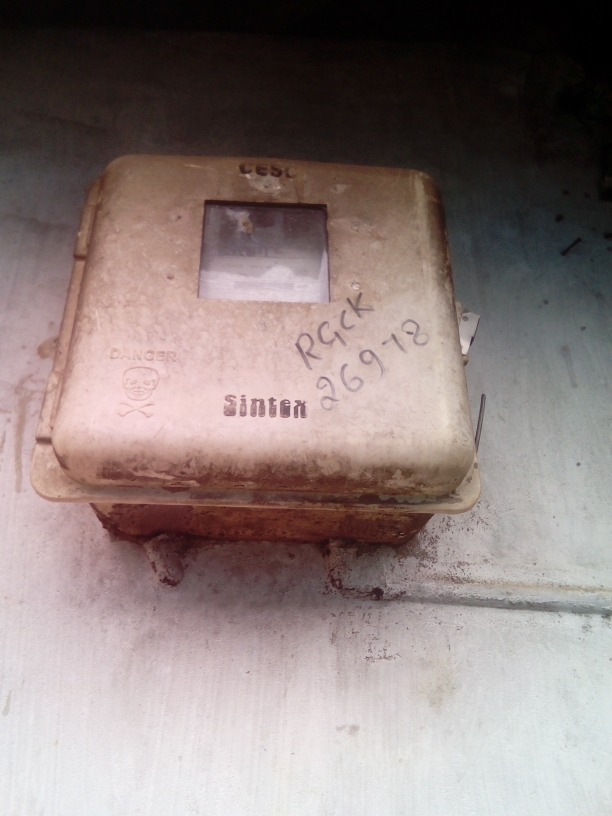 CESC
DANGER
Sintex
RGCK
26978